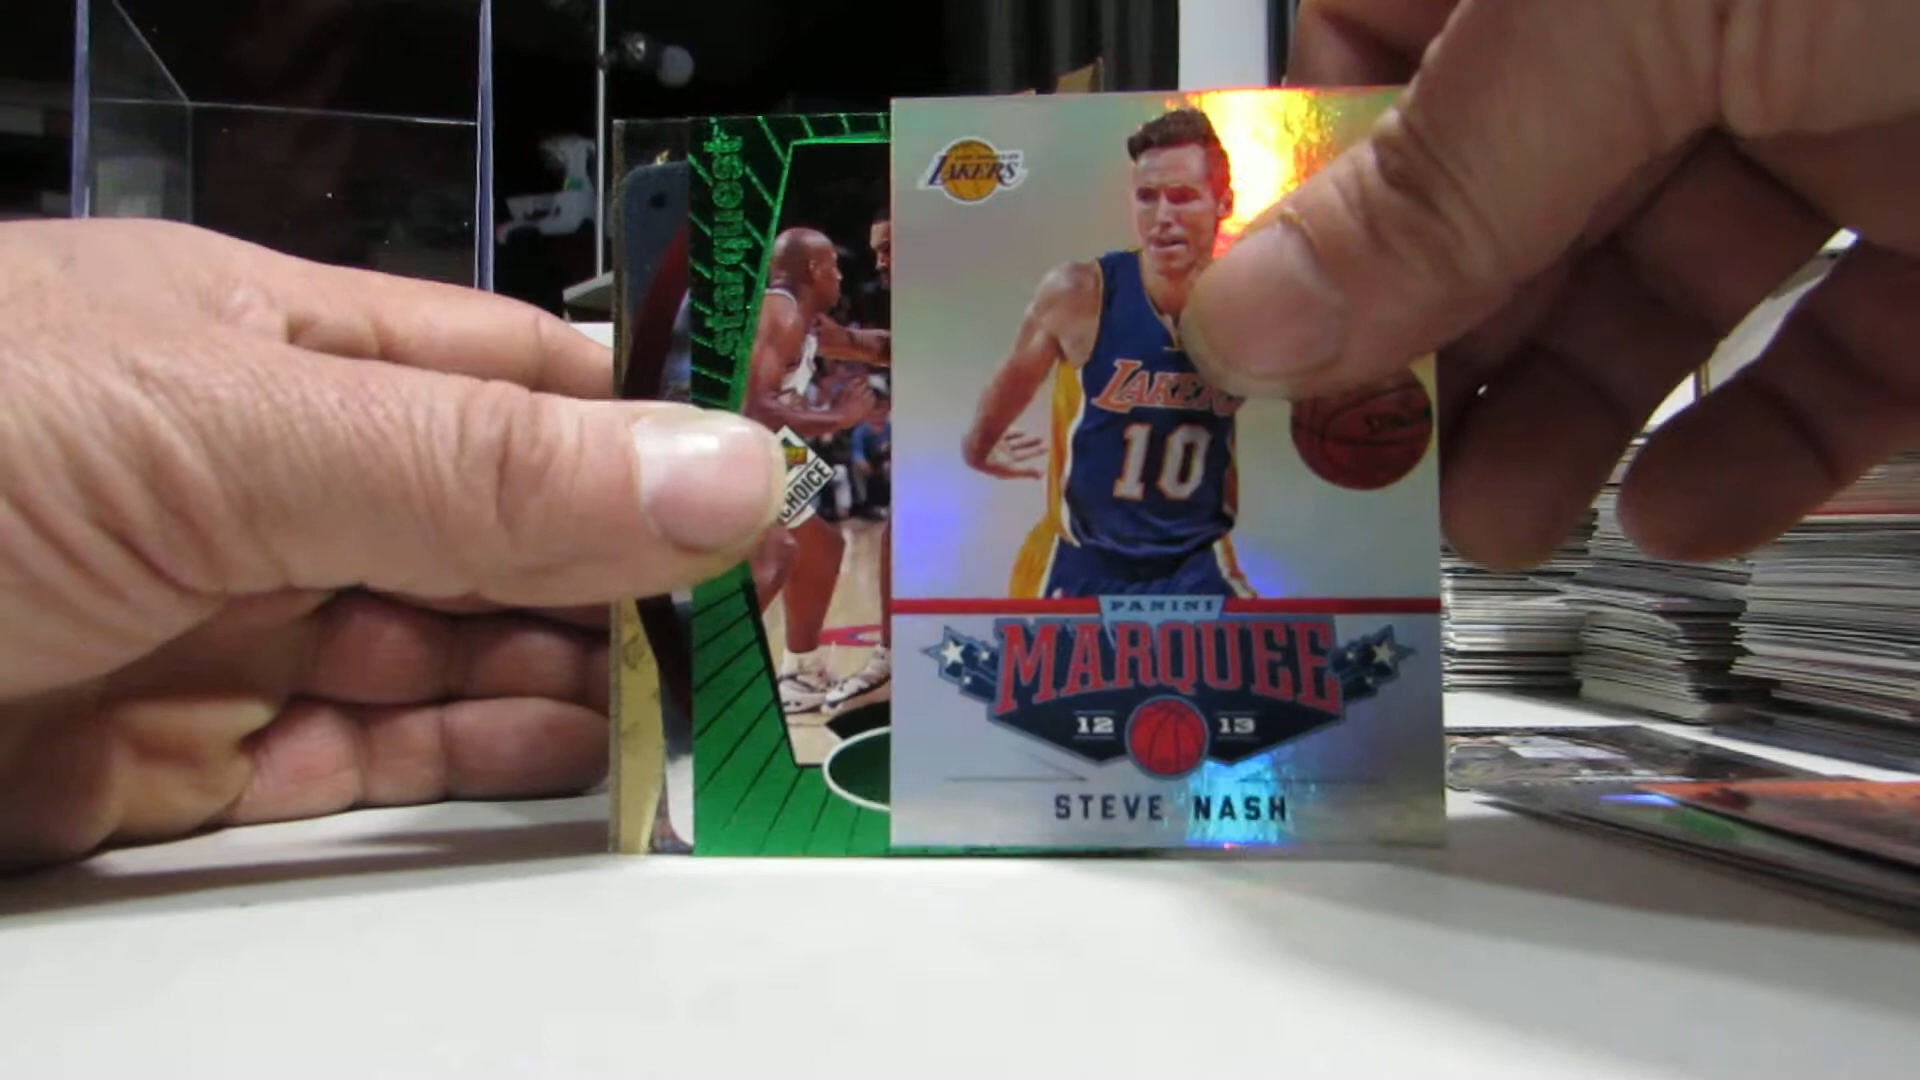 starquest
CHOICE
LAKERS
LAKERS
10
PANINI
MARQUEE
12 13
STEVE NASH